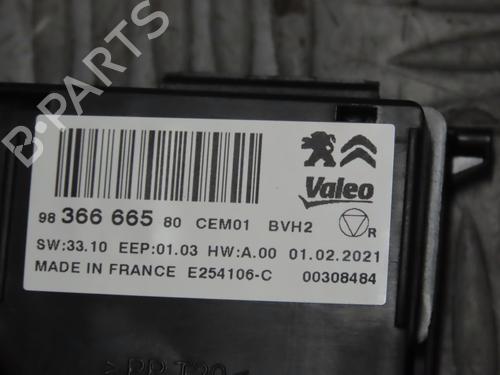 B-PARTS
Valeo
98 366 665 80 CEM01 BVH2
R
SW:33.10 EEP:01.03 HW:A.00 01.02.2021
MADE IN FRANCE E254106-C 00308484